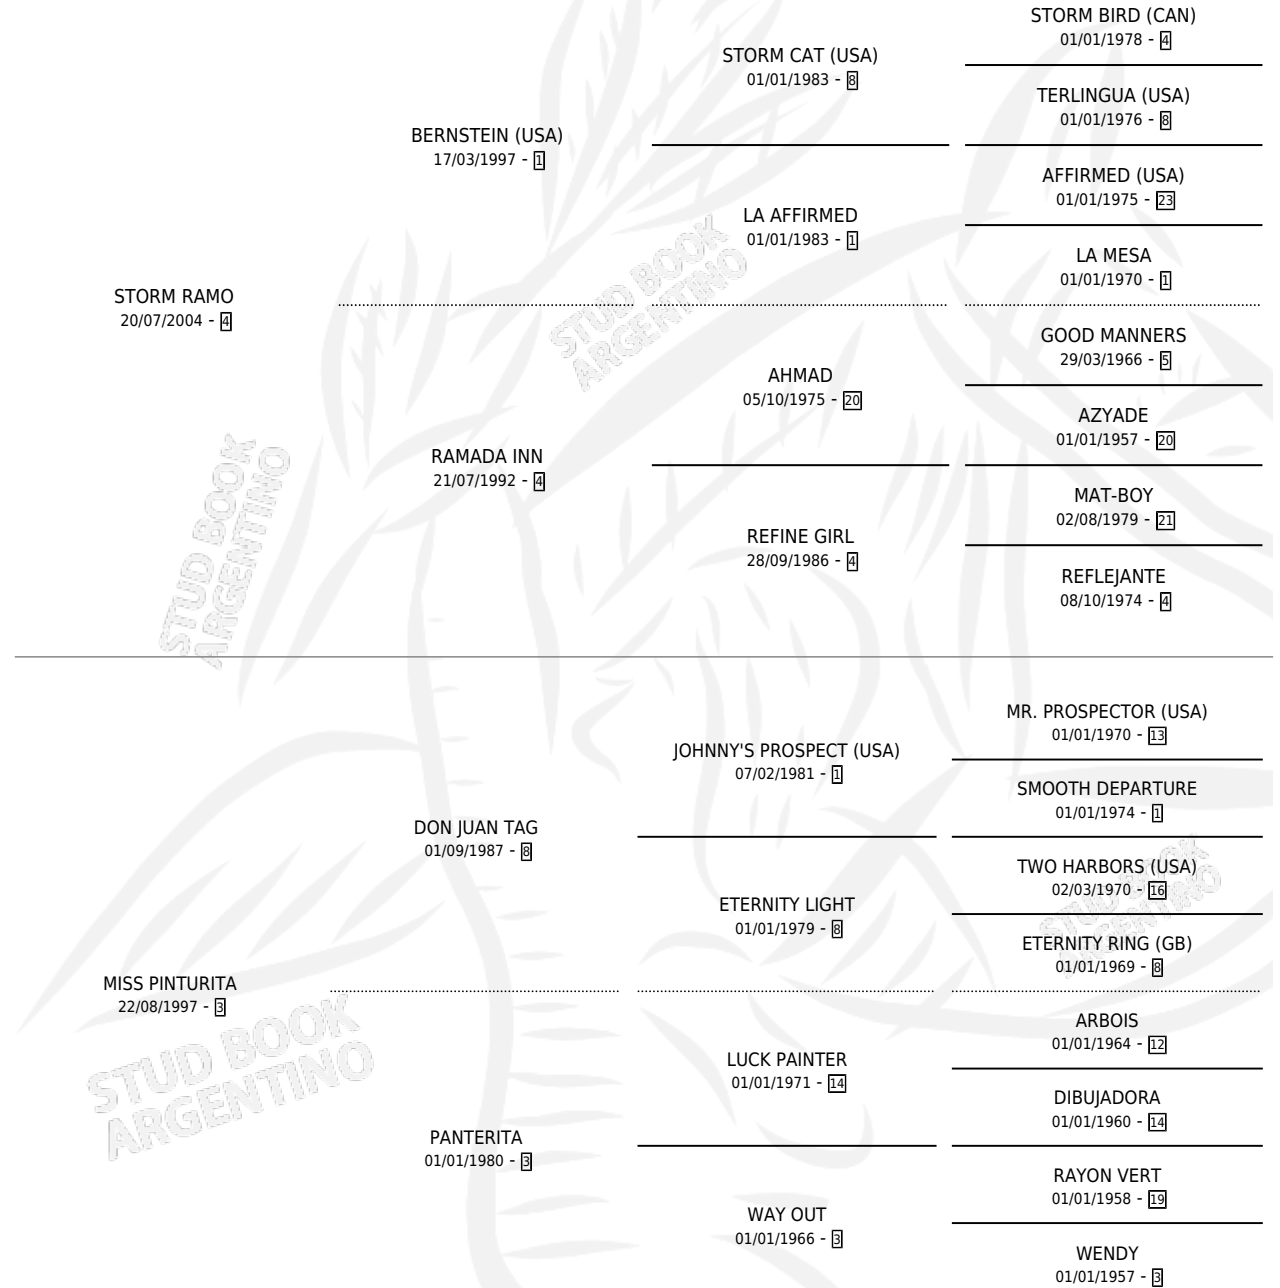 STORM BIRD (CAN)
01/01/1978 - 4
STORM CAT (USA)
01/01/1983 - 8
TERLINGUA (USA)
01/01/1976 - 8
BERNSTEIN (USA)
17/03/1997 - 1
AFFIRMED (USA)
01/01/1975 - 23
LA AFFIRMED
01/01/1983 - 1
LA MESA
01/01/1970 - 1
STORM RAMO
20/07/2004 - 4
GOOD MANNERS
29/03/1966 - 5
AHMAD
05/10/1975 - 20
AZYADE
01/01/1957 - 20
RAMADA INN
21/07/1992 - 4
MAT-BOY
02/08/1979 - 21
REFINE GIRL
28/09/1986 - 4
REFLEJANTE
08/10/1974 - 4
MR. PROSPECTOR (USA)
01/01/1970 - 13
JOHNNY'S PROSPECT (USA)
07/02/1981 - 1
SMOOTH DEPARTURE
01/01/1974 - 1
DON JUAN TAG
01/09/1987 - 8
TWO HARBORS (USA)
02/03/1970 - 16
ETERNITY LIGHT
01/01/1979 - 8
ETERNITY RING (GB)
01/01/1969 - 8
MISS PINTURITA
22/08/1997 - 3
ARBOIS
01/01/1964 - 12
LUCK PAINTER
01/01/1971 - 14
DIBUJADORA
01/01/1960 - 14
PANTERITA
01/01/1980 - 3
RAYON VERT
01/01/1958 - 19
WAY OUT
01/01/1966 - 3
WENDY
01/01/1957 - 3
STUD BOOK
ARGENTINO
STUD BOOK
ARGENTINO
STUD BOOK
ARGENTINO
STUD BOOK
ARGENTINO